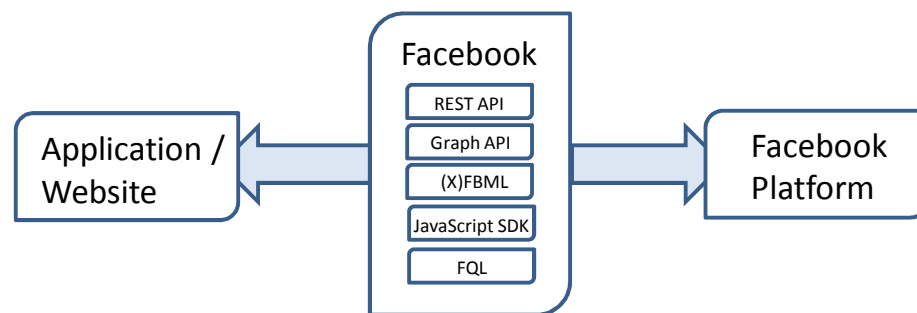 Facebook
REST API
Graph API
(X)FBML
JavaScript SDK
FQL
Application /
Website
Facebook
Platform